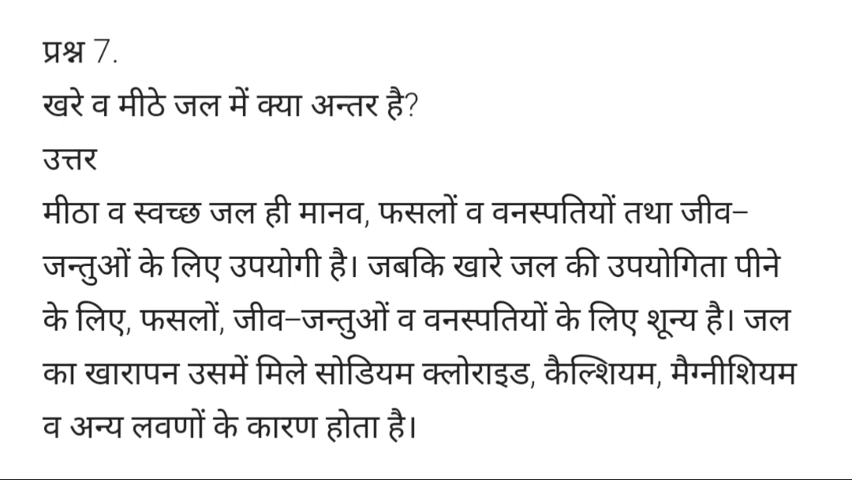 प्रश्न 7.
खरे व मीठे जल में क्या अन्तर है?
उत्तर
मीठा व स्वच्छ जल ही मानव, फसलों व वनस्पतियों तथा जीव–
जन्तुओं के लिए उपयोगी है। जबकि खारे जल की उपयोगिता पीने
के लिए, फसलों, जीव–जन्तुओं व वनस्पतियों के लिए शून्य है। जल
का खारापन उसमें मिले सोडियम क्लोराइड, कैल्शियम, मैग्नीशियम
व अन्य लवणों के कारण होता है।